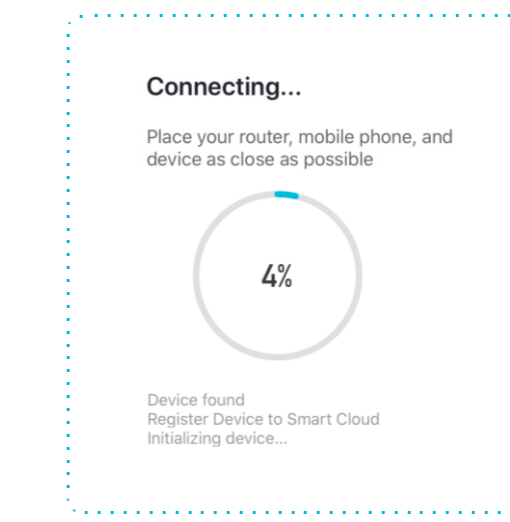 Connecting...
Place your router, mobile phone, and
device as close as possible
4%
Device found
Register Device to Smart Cloud
Initializing device...